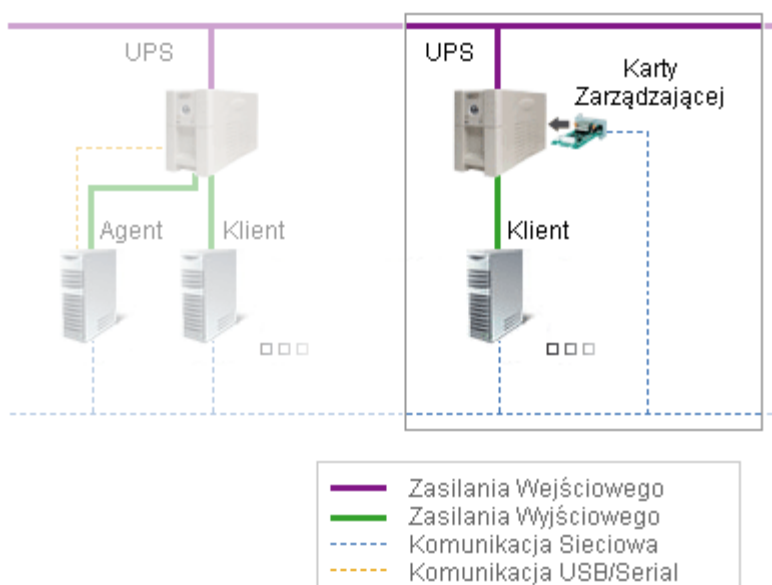 UPS
UPS
Karty
Zarządzającej
Agent
Klient
Klient
Zasilania Wejściowego
Zasilania Wyjściowego
Komunikacja Sieciowa
Komunikacja USB/Serial